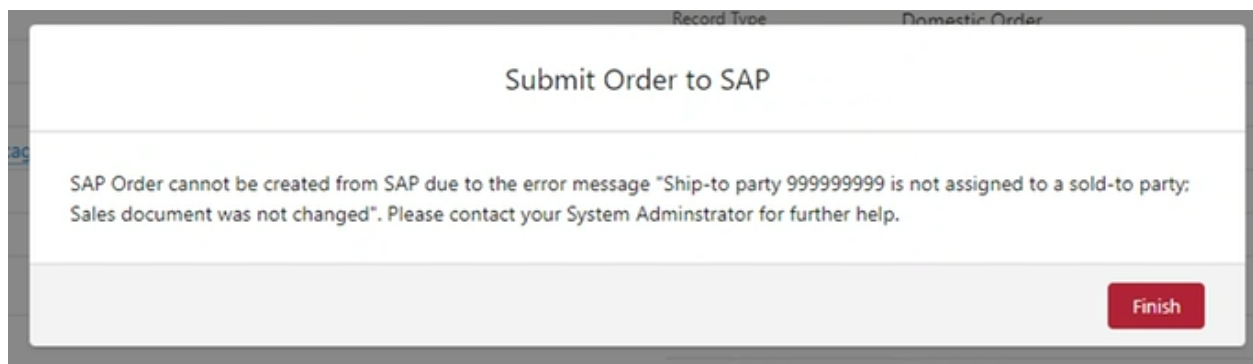 Record Type Domestic Order
Submit Order to SAP
SAP Order cannot be created from SAP due to the error message "Ship-to party 999999999 is not assigned to a sold-to party;
Sales document was not changed". Please contact your System Adminstrator for further help.
Finish